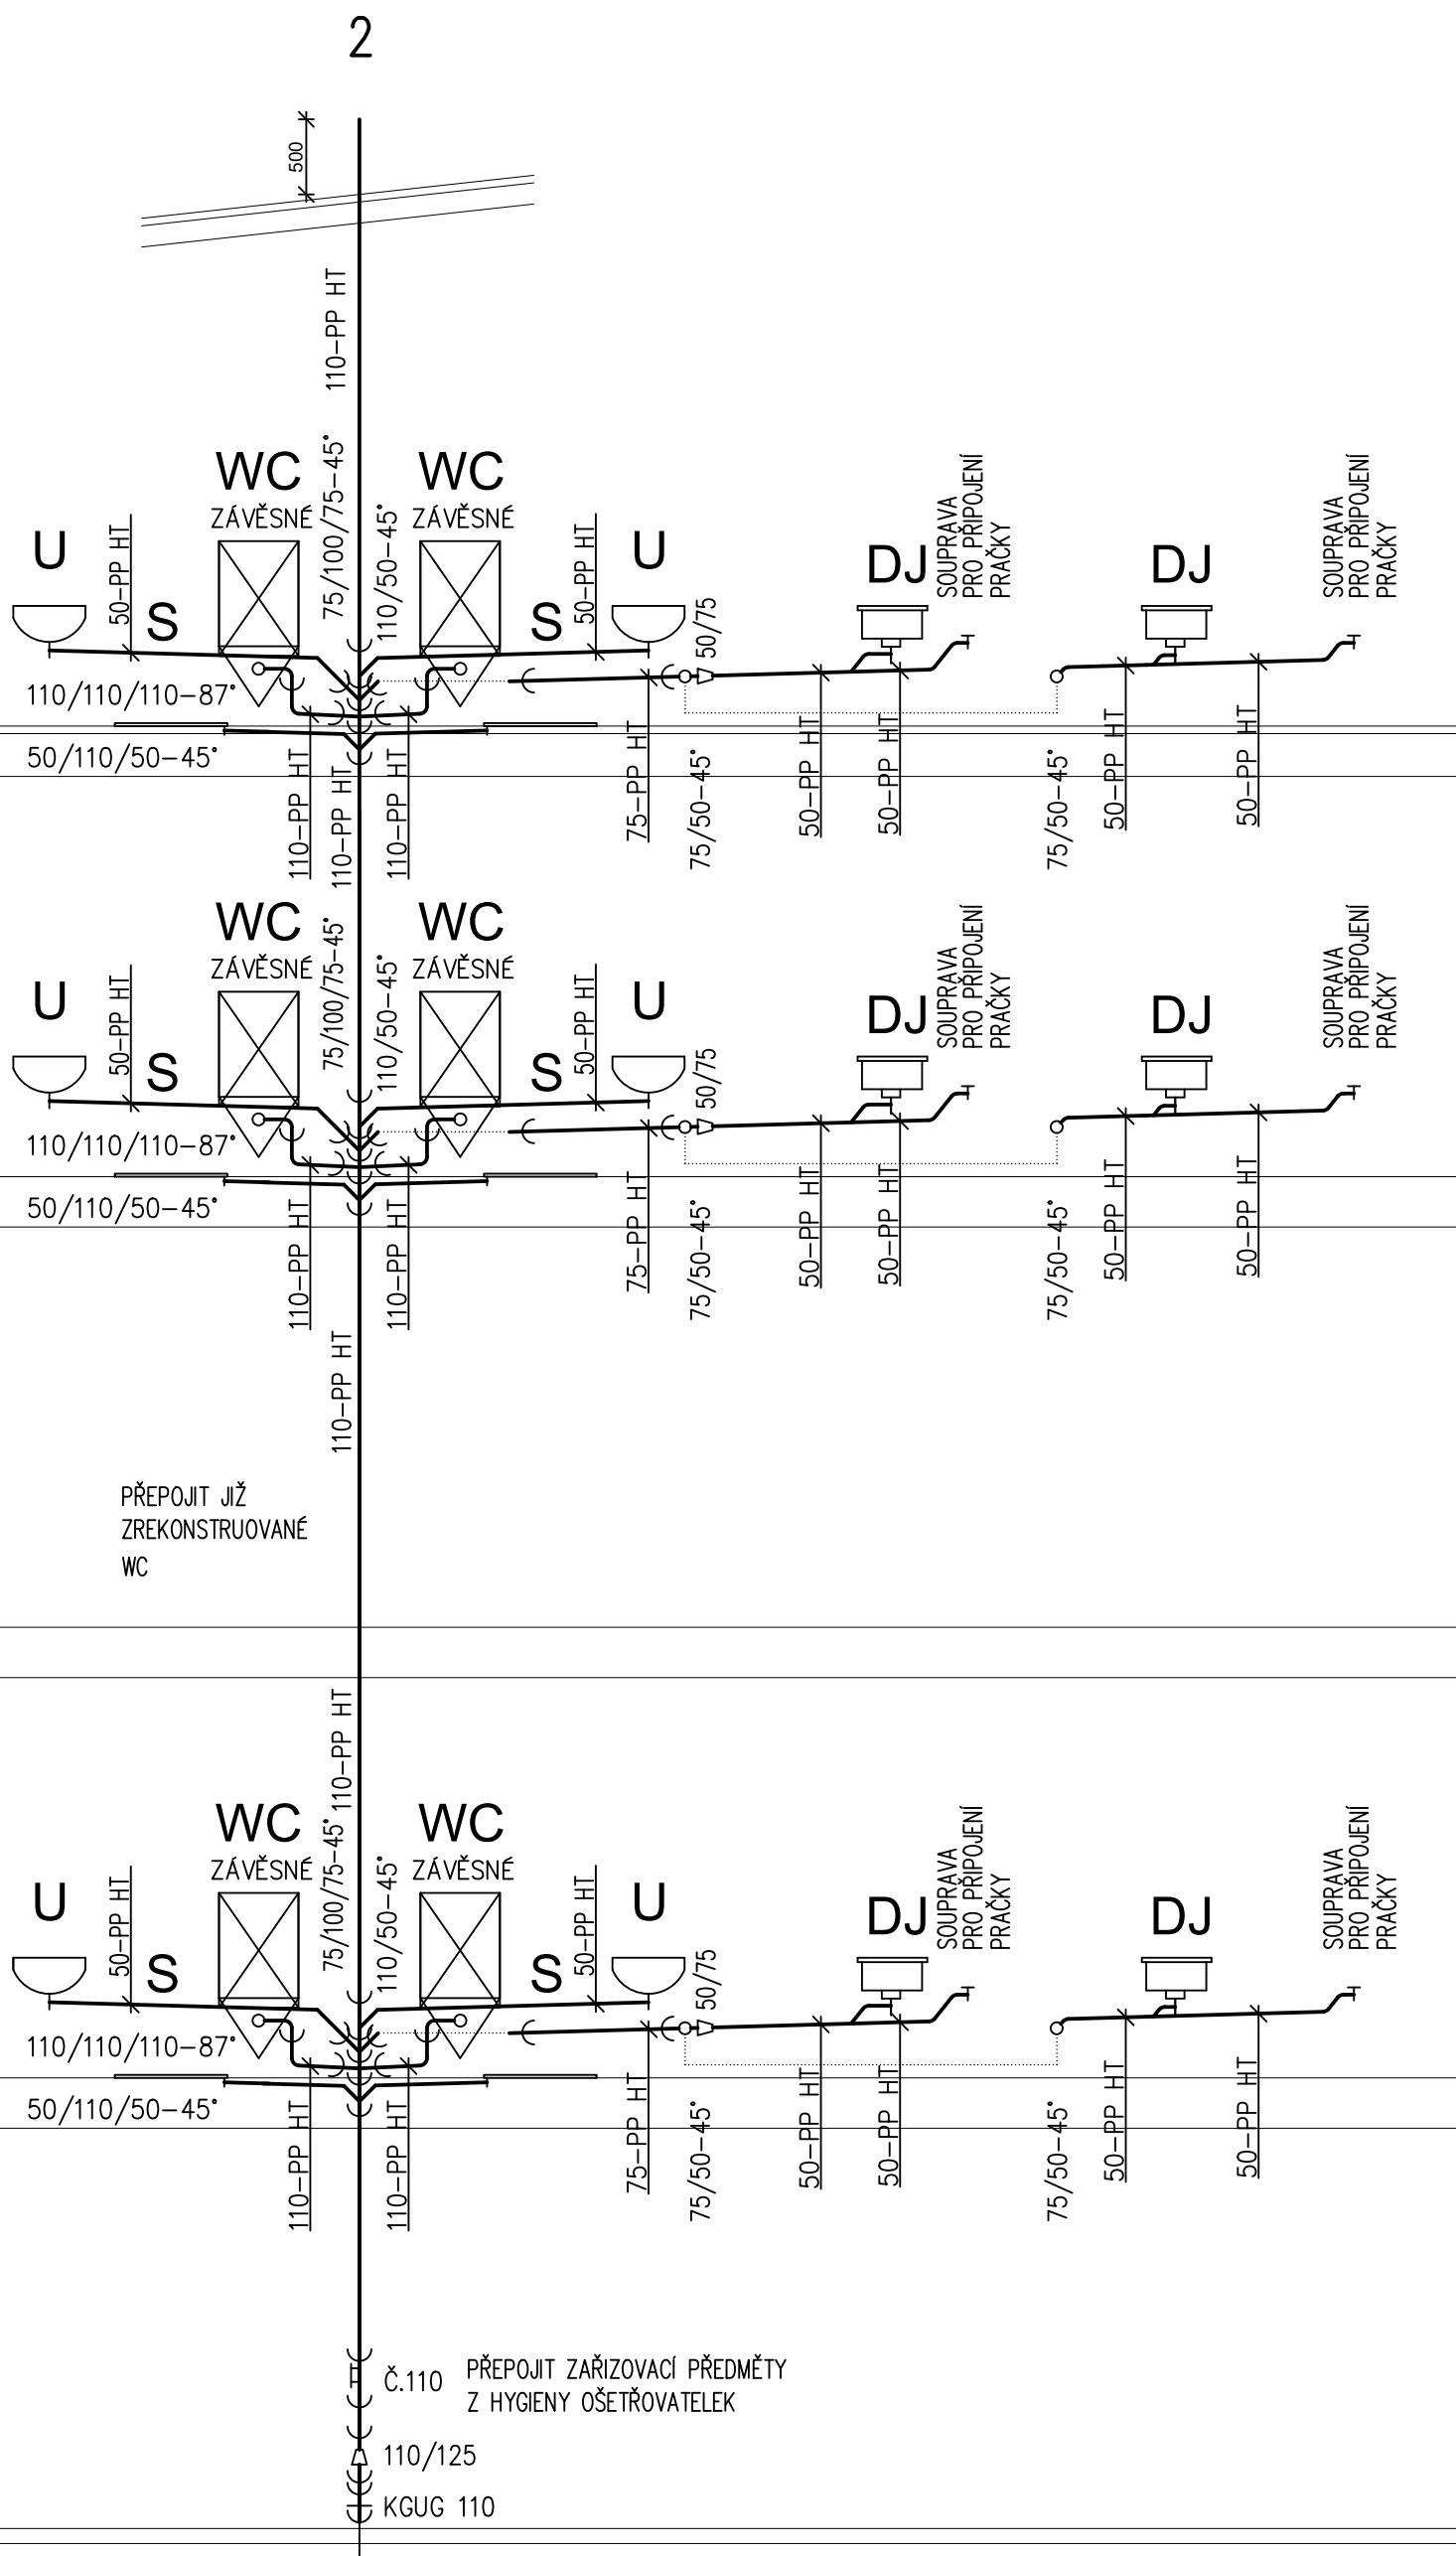 2
500
110-PP HT
WC
ZÁVĚSNÉ
75/100/75-45°
110/50-45°
WC
ZÁVĚSNÉ
U
50-PP HT
S
S
50-PP HT
U
50/75
DJ
SOUPRAVA
PRO PŘIPOJENÍ
PRAČKY
DJ
SOUPRAVA
PRO PŘIPOJENÍ
PRAČKY
110/110/110-87°
50/110/50-45°
110-PP HT
110-PP HT
110-PP HT
75-PP HT
75/50-45°
50-PP HT
50-PP HT
75/50-45°
50-PP HT
50-PP HT
WC
ZÁVĚSNÉ
75/100/75-45°
110/50-45°
WC
ZÁVĚSNÉ
U
50-PP HT
S
S
50-PP HT
U
50/75
DJ
SOUPRAVA
PRO PŘIPOJENÍ
PRAČKY
DJ
SOUPRAVA
PRO PŘIPOJENÍ
PRAČKY
110/110/110-87°
50/110/50-45°
110-PP HT
110-PP HT
75-PP HT
75/50-45°
50-PP HT
50-PP HT
75/50-45°
50-PP HT
50-PP HT
110-PP HT
PŘEPOJIT JIŽ
ZREKONSTRUOVANÉ
WC
110-PP HT
WC
ZÁVĚSNÉ
75/100/75-45°
110/50-45°
WC
ZÁVĚSNÉ
U
50-PP HT
S
S
50-PP HT
U
50/75
DJ
SOUPRAVA
PRO PŘIPOJENÍ
PRAČKY
DJ
SOUPRAVA
PRO PŘIPOJENÍ
PRAČKY
110/110/110-87°
50/110/50-45°
110-PP HT
110-PP HT
75-PP HT
75/50-45°
50-PP HT
50-PP HT
75/50-45°
50-PP HT
50-PP HT
Č.110
PŘEPOJIT ZAŘIZOVACÍ PŘEDMĚTY
Z HYGIENY OŠETŘOVATELEK
110/125
KGUG 110